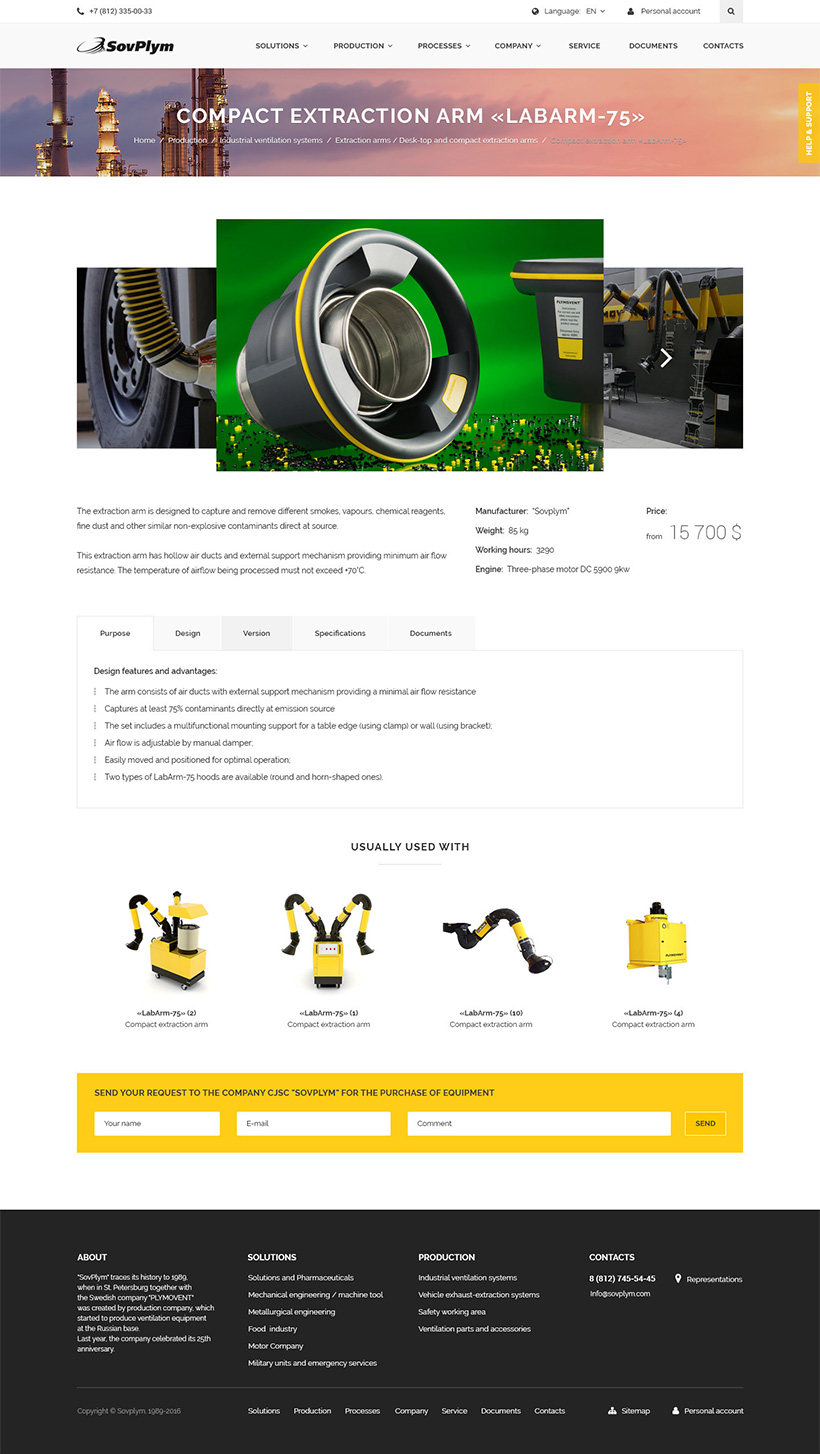 +7 (812) 335-00-33
Language: EN
Personal account
SovPlym
SOLUTIONS
PRODUCTION
PROCESSES
COMPANY
SERVICE
DOCUMENTS
CONTACTS
COMPACT EXTRACTION ARM «LABARM-75»
Home / Production / Industrial ventilation systems / Extraction arms / Desk-top and compact extraction arms / Compact extraction arm «LabArm-75»
HELP & SUPPORT
PLYMOVENT
The extraction arm is designed to capture and remove different smokes, vapours, chemical reagents,
fine dust and other similar non-explosive contaminants direct at source.
This extraction arm has hollow air ducts and external support mechanism providing minimum air flow
resistance. The temperature of airflow being processed must not exceed +70°C.
Manufacturer: "Sovplym"
Weight: 85 kg
Working hours: 3290
Engine: Three-phase motor DC 5900 9kw
Price:
from 15 700 $
Purpose
Design
Version
Specifications
Documents
Design features and advantages:
The arm consists of air ducts with external support mechanism providing a minimal air flow resistance
Captures at least 75% contaminants directly at emission source
The set includes a multifunctional mounting support for a table edge (using clamp) or wall (using bracket);
Air flow is adjustable by manual damper;
Easily moved and positioned for optimal operation;
Two types of LabArm-75 hoods are available (round and horn-shaped ones).
USUALLY USED WITH
«LabArm-75» (2)
Compact extraction arm
«LabArm-75» (1)
Compact extraction arm
«LabArm-75» (10)
Compact extraction arm
PLYMOVENT
«LabArm-75» (4)
Compact extraction arm
SEND YOUR REQUEST TO THE COMPANY CJSC "SOVPLYM" FOR THE PURCHASE OF EQUIPMENT
Your name
E-mail
Comment
SEND
ABOUT
"SovPlym" traces its history to 1989,
when in St. Petersburg together with
the Swedish company "PLYMOVENT"
was created by production company, which
started to produce ventilation equipment
at the Russian base.
Last year, the company celebrated its 25th
anniversary.
SOLUTIONS
Solutions and Pharmaceuticals
Mechanical engineering / machine tool
Metallurgical engineering
Food industry
Motor Company
Military units and emergency services
PRODUCTION
Industrial ventilation systems
Vehicle exhaust-extraction systems
Safety working area
Ventilation parts and accessories
CONTACTS
8 (812) 745-54-45
Info@sovplym.com
Representations
Copyright © Sovplym. 1989-2016
Solutions
Production
Processes
Company
Service
Documents
Contacts
Sitemap
Personal account